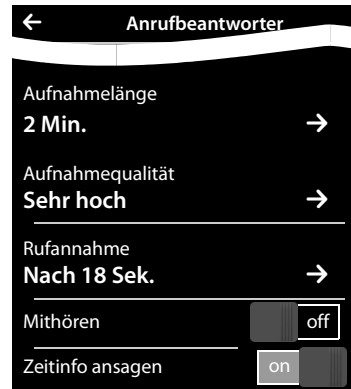 Anrufbeantworter
Aufnahmelänge
2 Min.
Aufnahmequalität
Sehr hoch
Rufannahme
Nach 18 Sek.
Mithören off
Zeitinfo ansagen on